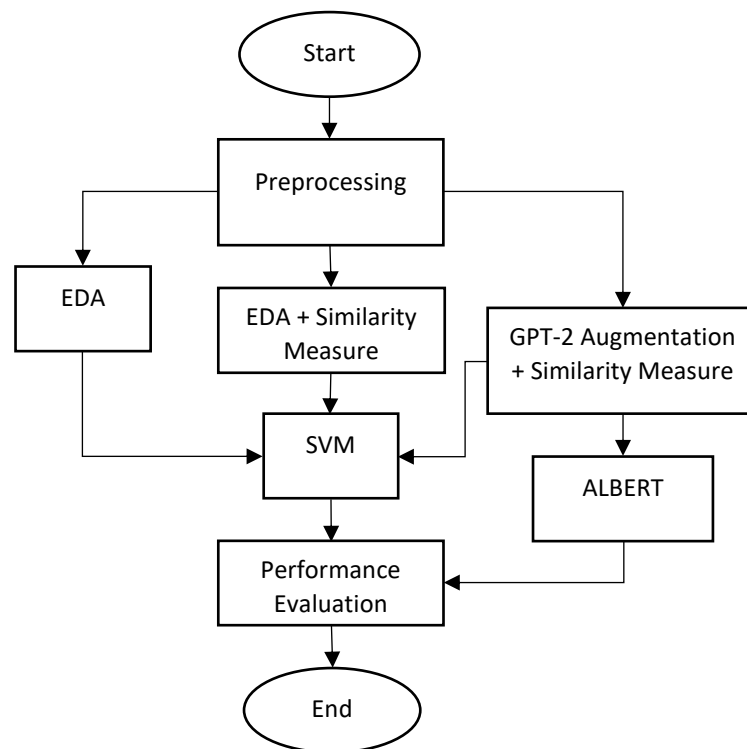 Start
Preprocessing
EDA
EDA + Similarity
Measure
GPT-2 Augmentation
+ Similarity Measure
SVM
ALBERT
Performance
Evaluation
End